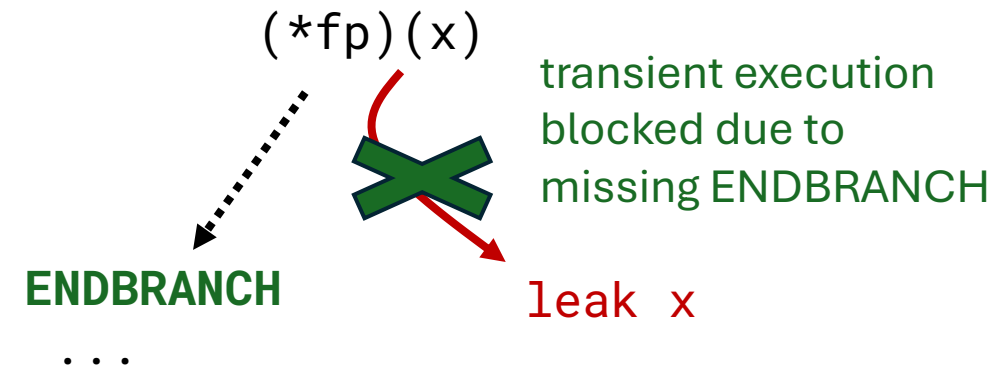 (*fp)(x)
transient execution
blocked due to
missing ENDBRANCH
ENDBRANCH
...
leak x